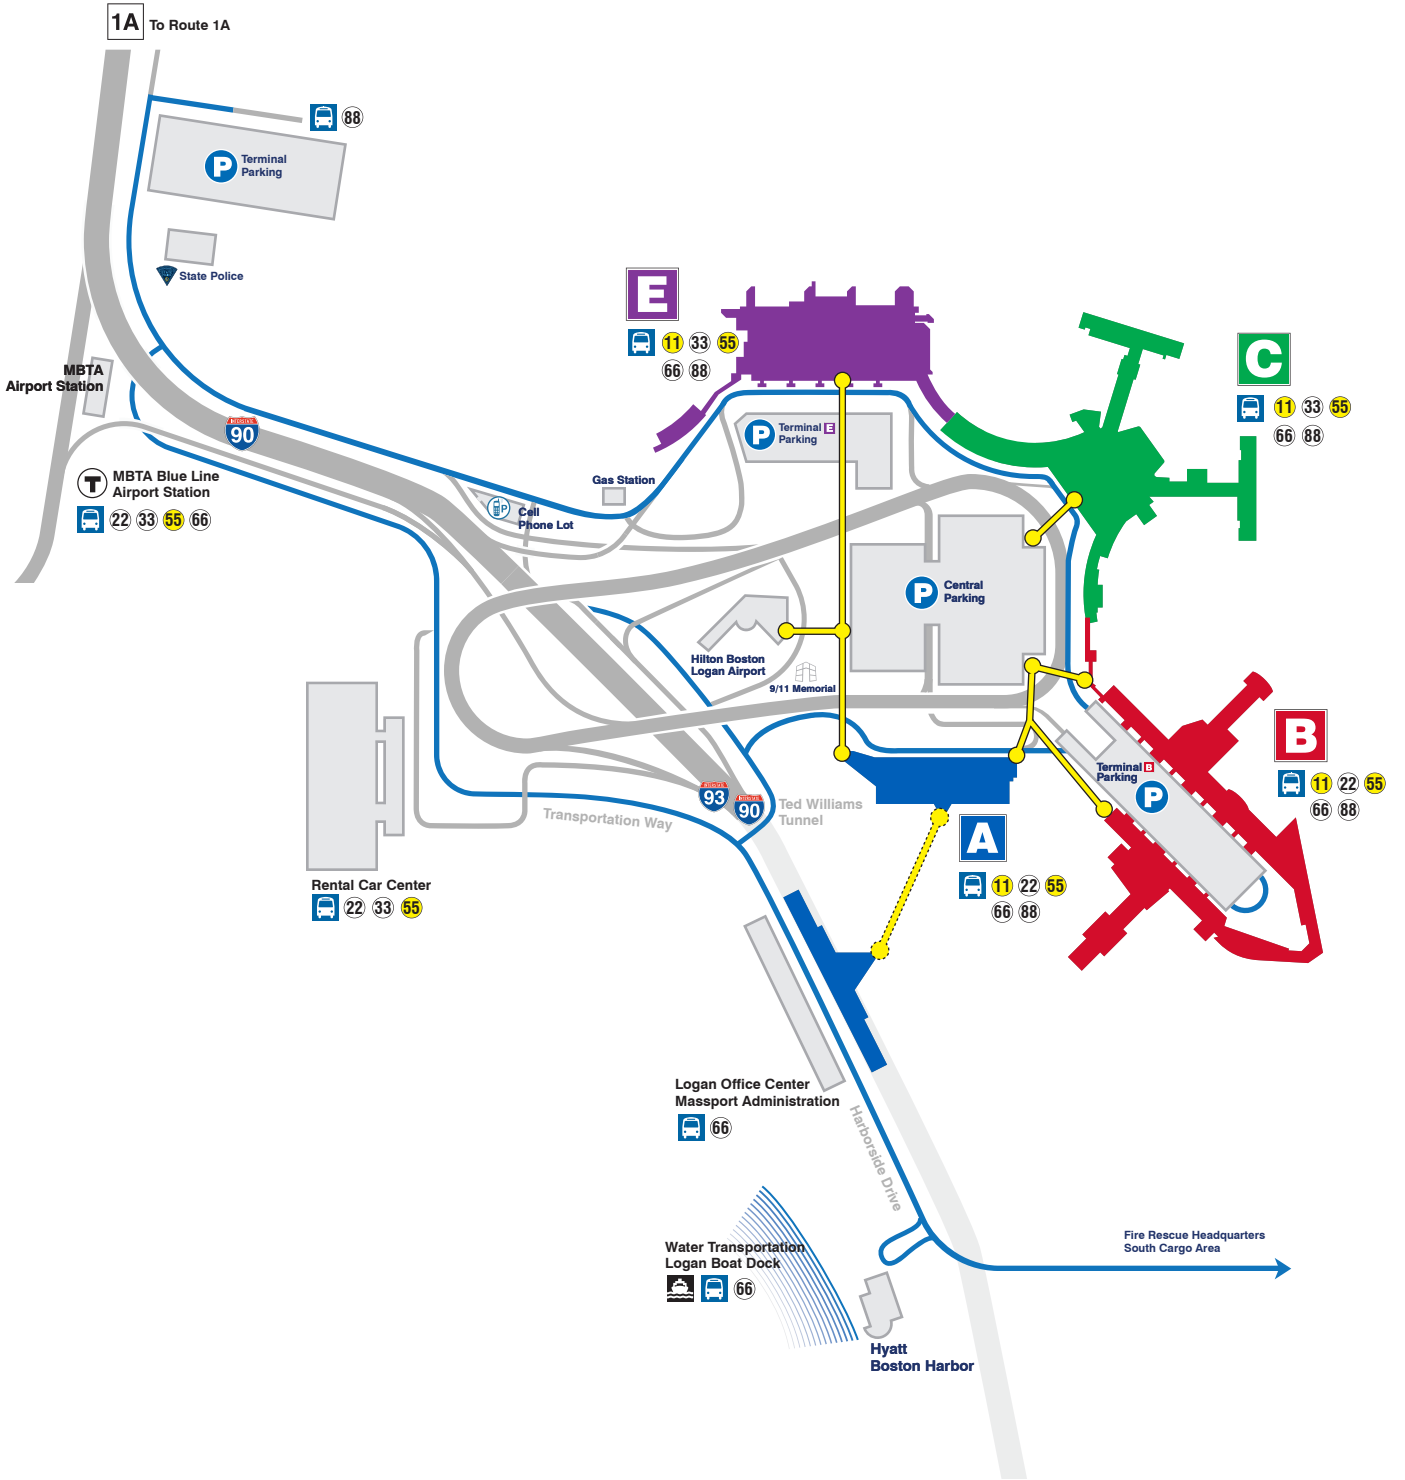 1A To Route 1A
88
P Terminal
Parking
State Police
MBTA
Airport Station
90
T MBTA Blue Line
Airport Station
22 33 55 66
E
11 33 55
66 88
P Terminal E
Parking
Gas Station
P Cell
Phone Lot
C
11 33 55
66 88
P Central
Parking
Hilton Boston
Logan Airport
9/11 Memorial
B
11 22 55
66 88
Terminal B
Parking
P
93 90
Ted Williams
Tunnel
Transportation Way
A
11 22 55
66 88
Rental Car Center
22 33 55
Logan Office Center
Massport Administration
66
Harborside Drive
Water Transportation
Logan Boat Dock
66
Fire Rescue Headquarters
South Cargo Area
Hyatt
Boston Harbor